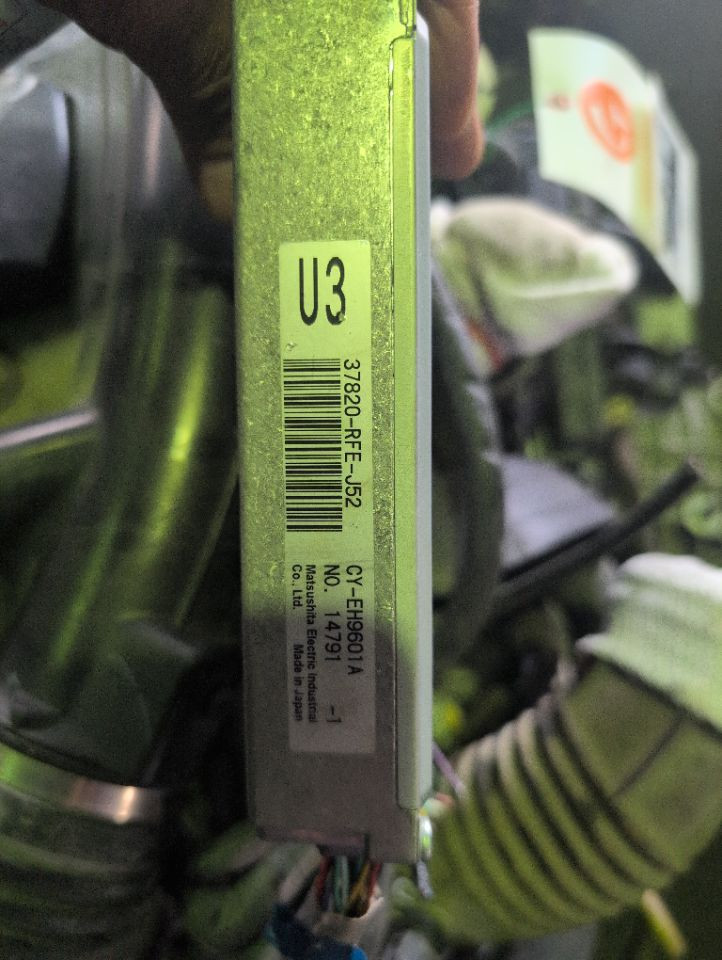 U3
37820-RFE-J52
CY-EH9601A
NO. 14791 -1
Matsushita Electric Industrial
Co., Ltd. Made in Japan